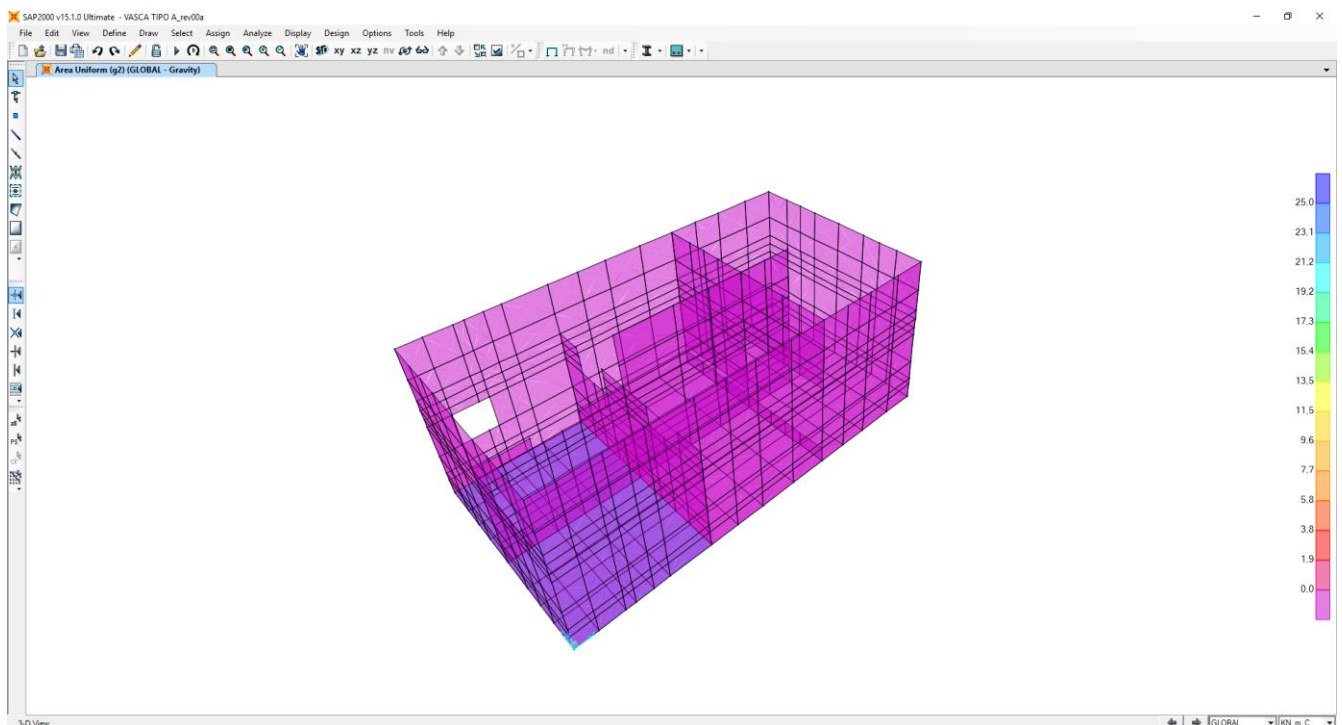 SAP2000 v15.1.0 Ultimate - VASCA TIPO A_rev00a
File Edit View Define Draw Select Assign Analyze Display Design Options Tools Help
3D xy xz yz nv nd
Area Uniform (g2) (GLOBAL - Gravity)
25.0
23.1
21.2
19.2
17.3
15.4
13.5
11.5
9.6
7.7
5.8
3.8
1.9
0.0
all
PS
3-D View
GLOBAL
KN, m, C